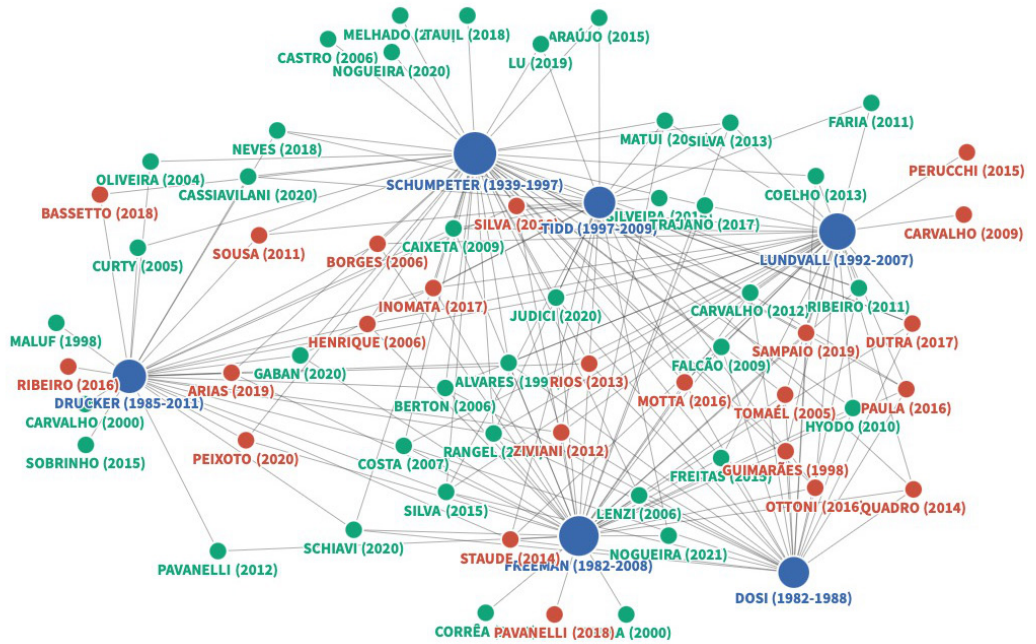 MELHADO
TAUIL (2018)
ARAÚJO (2015)
CASTRO (2006)
LU (2019)
NOGUEIRA (2020)
FARIA (2011)
MATUI
SILVA (2013)
NEVES (2018)
PERUCCHI (2015)
OLIVEIRA (2004)
SCHUMPETER (1939-1997)
CASSIAVILANI (2020)
COELHO (2013)
BASSETTO (2018)
SILVA
SILVEIRA
TIDD (1997-2009)
TRAJANO (2017)
CARVALHO (2009)
SOUSA (2011)
CAIXETA (2009)
CURTY (2005)
BORGES (2006)
LUNDVALL (1992-2007)
INOMATA (2017)
CARVALHO (2012)
RIBEIRO (2011)
JUDICI (2020)
MALUF (1998)
HENRIQUE (2006)
DUTRA (2017)
SAMPAIO (2019)
FALCÃO (2009)
GABAN (2020)
RIBEIRO (2016)
ARIAS (2019)
ALVARES
RIOS (2013)
DRUCKER (1985-2011)
BERTON (2006)
MOTTA (2016)
TOMAÉL (2005)
PAULA (2016)
CARVALHO (2000)
HYODO (2010)
SOBRINHO (2015)
PEIXOTO (2020)
COSTA (2007)
RANGEL
ZIVIANI (2012)
GUIMARÃES (1998)
FREITAS
SILVA (2015)
LENZI (2006)
OTTONI (2016)
QUADRO (2014)
SCHIAVI (2020)
STAUDE (2014)
NOGUEIRA (2021)
PAVANELLI (2012)
FREEMAN (1982-2008)
DOSI (1982-1988)
CORRÊA
PAVANELLI (2018)
A (2000)